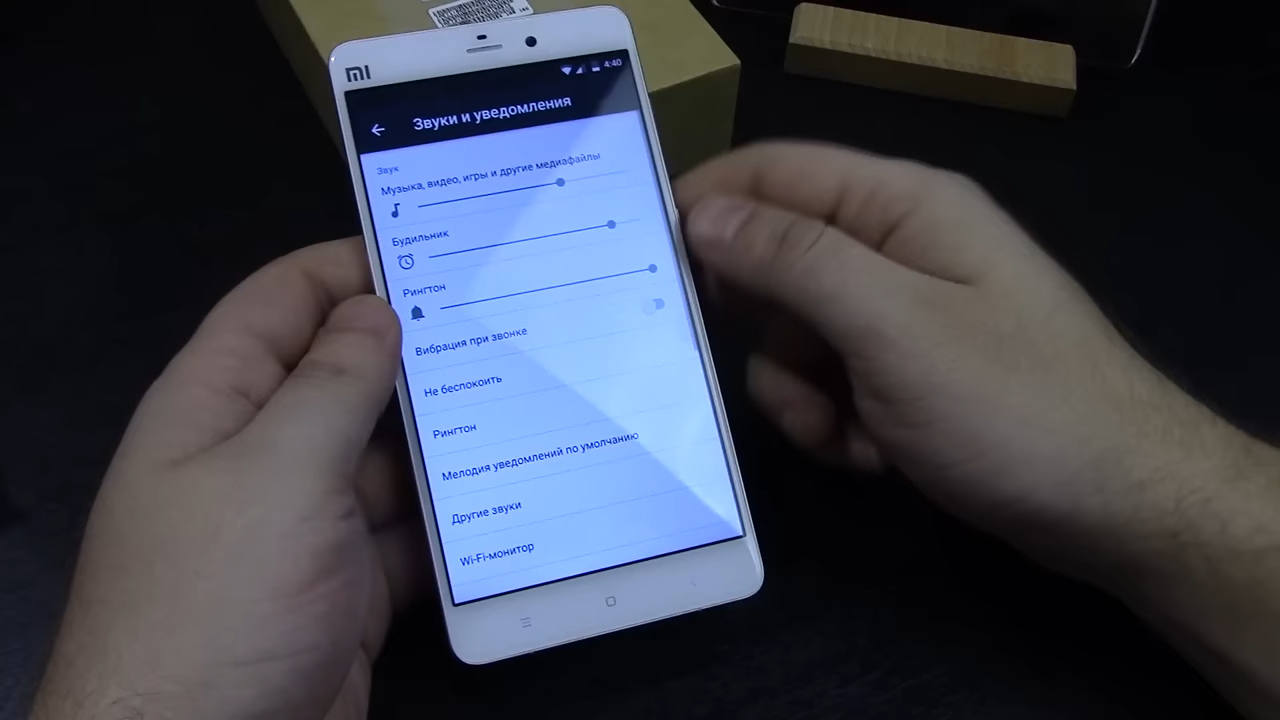 mi
4:40
Звуки и уведомления
Звук
Музыка, видео, игры и другие медиафайлы
Будильник
Рингтон
Вибрация при звонке
Не беспокоить
Рингтон
Мелодия уведомлений по умолчанию
Другие звуки
Wi-Fi-монитор